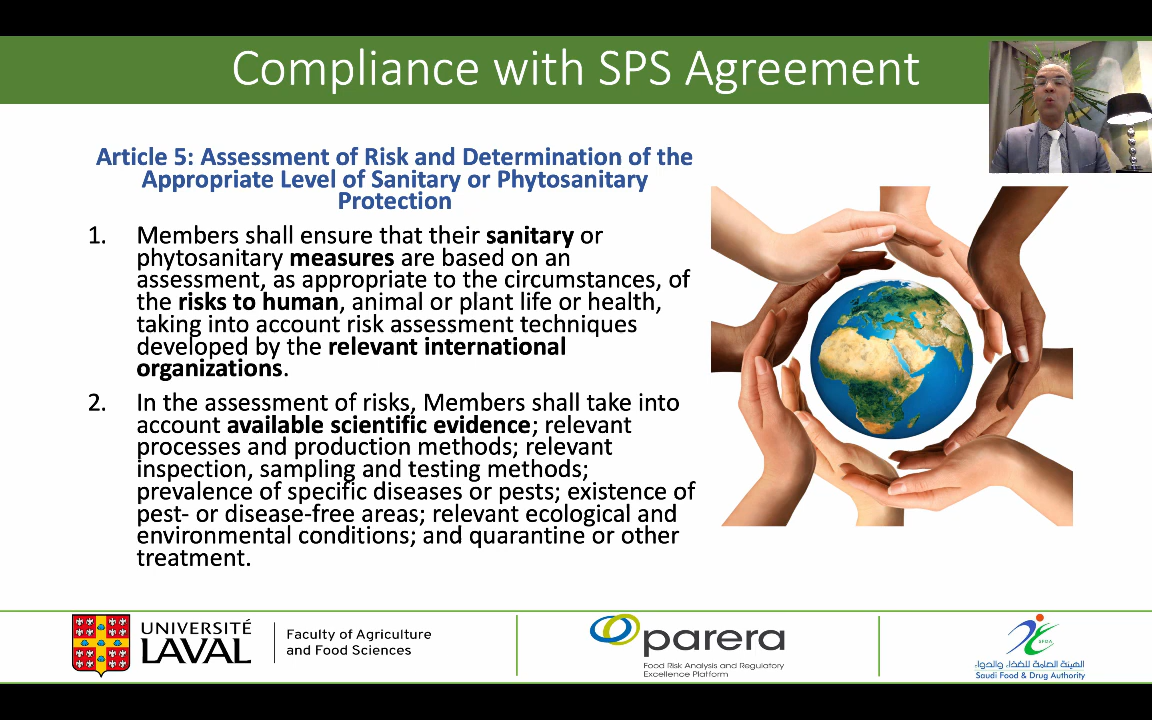 Compliance with SPS Agreement
Article 5: Assessment of Risk and Determination of the
Appropriate Level of Sanitary or Phytosanitary
Protection
1. Members shall ensure that their sanitary or
phytosanitary measures are based on an
assessment, as appropriate to the circumstances, of
the risks to human, animal or plant life or health,
taking into account risk assessment techniques
developed by the relevant international
organizations.
2. In the assessment of risks, Members shall take into
account available scientific evidence; relevant
processes and production methods; relevant
inspection, sampling and testing methods;
prevalence of specific diseases or pests; existence of
pest- or disease-free areas; relevant ecological and
environmental conditions; and quarantine or other
treatment.
UNIVERSITÉ
LAVAL
Faculty of Agriculture
and Food Sciences
parera
Food Risk Analysis and Regulatory
Excellence Platform
SFDA
الهيئة العامة للغذاء والدواء
Saudi Food & Drug Authority